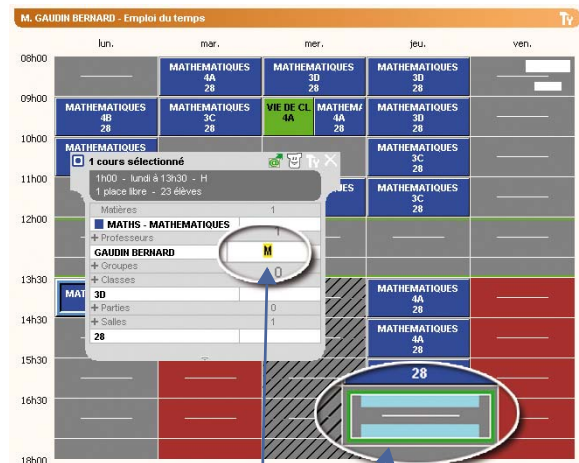 M. GAUDIN BERNARD - Emploi du temps
lun. mar. mer. jeu. ven.
08h00
MATHEMATIQUES
4A
28
MATHEMATIQUES
3D
28
MATHEMATIQUES
3D
28
09h00
MATHEMATIQUES
4B
28
MATHEMATIQUES
3C
28
VIE DE CL
4A
MATHEMA
4A
28
MATHEMATIQUES
3D
28
10h00
MATHEMATIQUES
MATHEMATIQUES
3C
28
1 cours sélectionné
1h00 - lundi à 13h30 - H
1 place libre - 23 élèves
11h00
MATHEMATIQUES
3C
28
Matières 1
MATHS - MATHEMATIQUES
+ Professeurs 1
GAUDIN BERNARD M
+ Groupes 0
+ Classes
3D
+ Parties 0
+ Salles 1
28
12h00
13h30
MAT
MATHEMATIQUES
4A
28
14h30
MATHEMATIQUES
4A
28
15h30
28
16h30
18h00